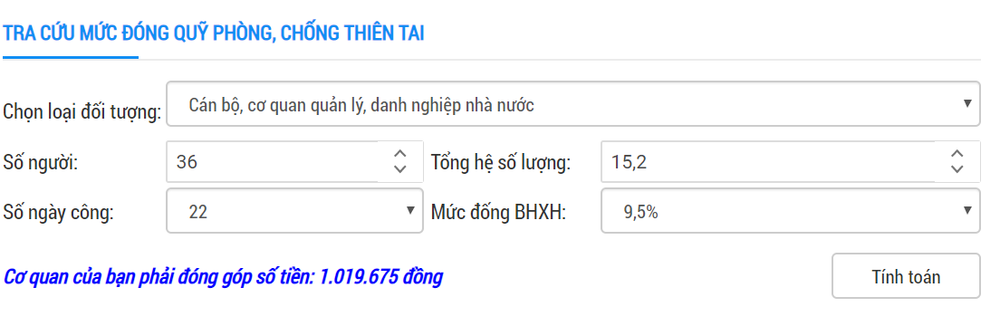 TRA CỨU MỨC ĐÓNG QUỸ PHÒNG, CHỐNG THIÊN TAI
Chọn loại đối tượng: Cán bộ, cơ quan quản lý, danh nghiệp nhà nước
Số người: 36 Tổng hệ số lượng: 15,2
Số ngày công: 22 Mức đống BHXH: 9,5%
Cơ quan của bạn phải đóng góp số tiền: 1.019.675 đồng Tính toán